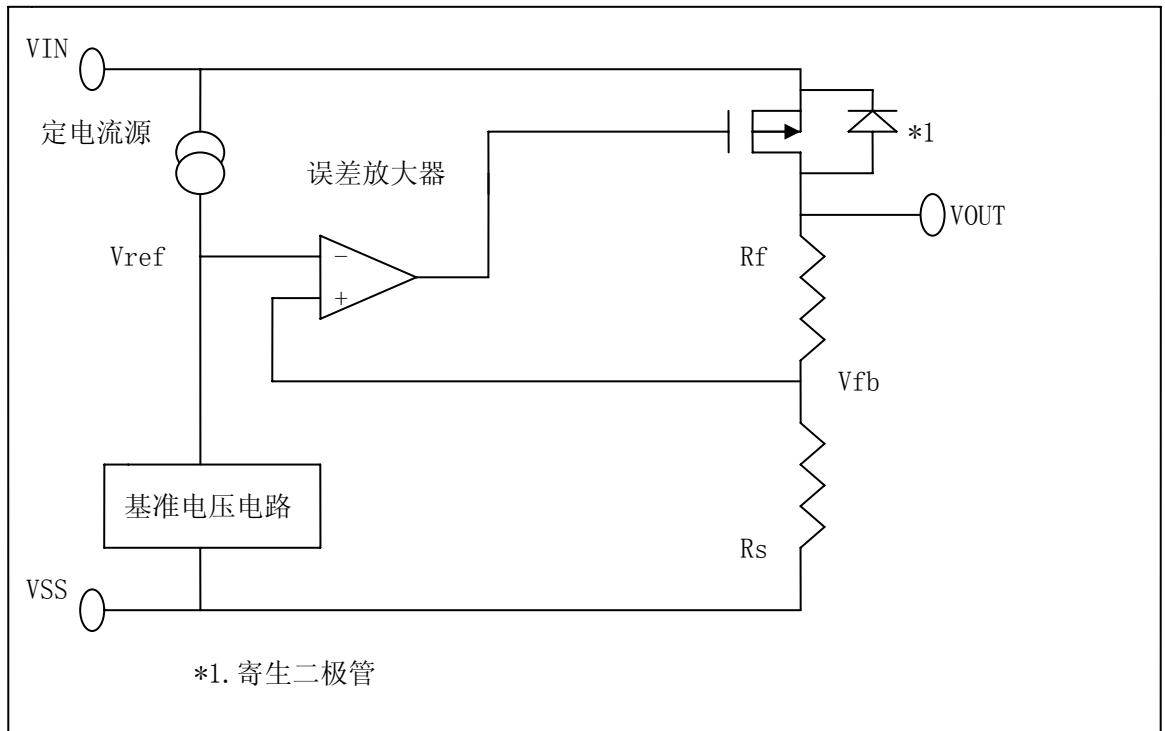 VIN
定电流源
*1
误差放大器
VOUT
Vref
−
Rf
+
Vfb
基准电压电路
Rs
VSS
*1.寄生二极管